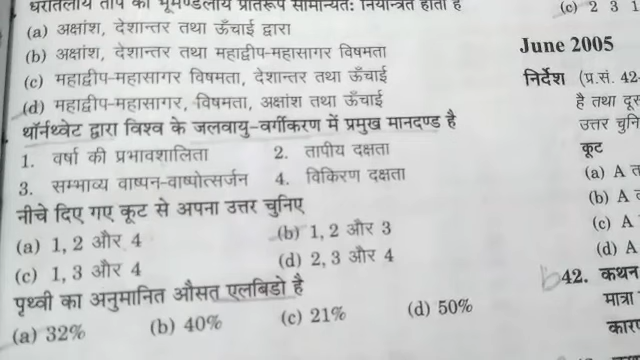 धरातलीय ताप का भूमण्डलीय प्रतिरूप सामान्यतः नियन्त्रित होता है
(a) अक्षांश, देशान्तर तथा ऊँचाई द्वारा
(b) अक्षांश, देशान्तर तथा महाद्वीप-महासागर विषमता
(c) महाद्वीप-महासागर विषमता, देशान्तर तथा ऊँचाई
(d) महाद्वीप-महासागर, विषमता, अक्षांश तथा ऊँचाई
थॉर्नथ्वेट द्वारा विश्व के जलवायु-वर्गीकरण में प्रमुख मानदण्ड है
1. वर्षा की प्रभावशालिता 2. तापीय दक्षता
3. सम्भाव्य वाष्पन-वाष्पोत्सर्जन 4. विकिरण दक्षता
नीचे दिए गए कूट से अपना उत्तर चुनिए
(a) 1, 2 और 4 (b) 1, 2 और 3
(c) 1, 3 और 4 (d) 2, 3 और 4
पृथ्वी का अनुमानित औसत एलबिडो है
(a) 32% (b) 40% (c) 21% (d) 50%
(c) 2 3 1
June 2005
निर्देश (प्र.सं. 42-
है तथा दूस
उत्तर चुनि
कूट
(a) A
(b) A
(c) A
(d) A
42. कथन
मात्रा
कारण